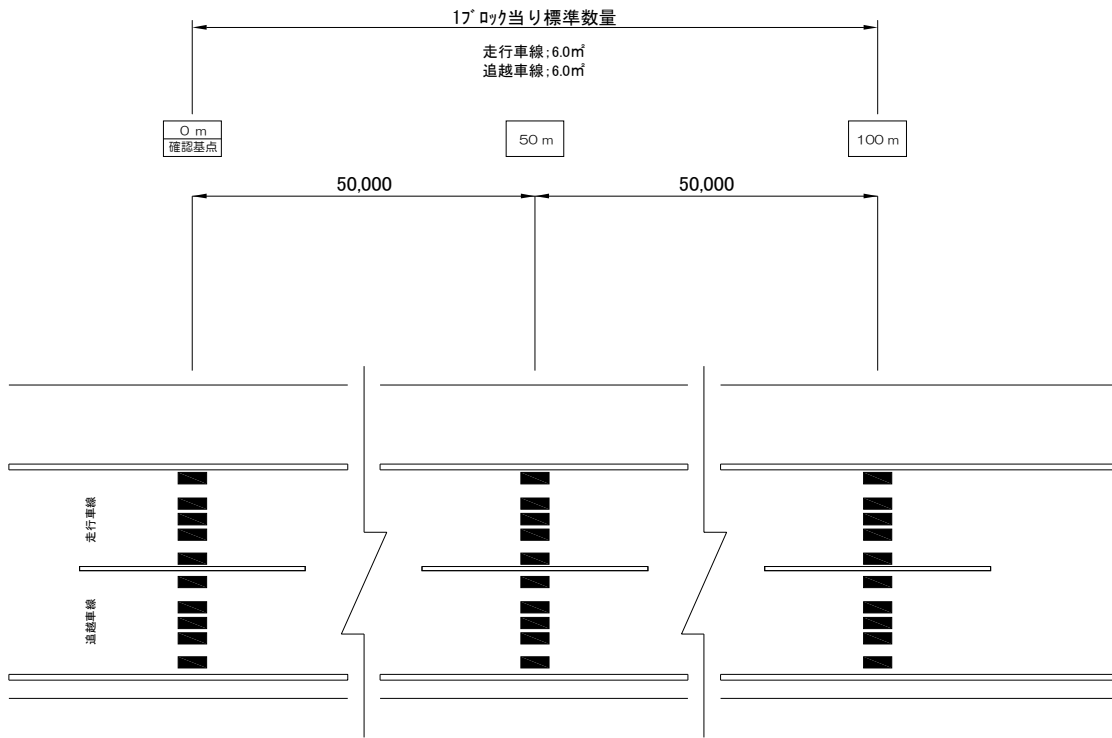 1ﾌﾞﾛｯｸ当り標準数量
走行車線;6.0㎡
追越車線;6.0㎡
0 m
確認基点
50 m
100 m
50,000
50,000
走行車線
追越車線